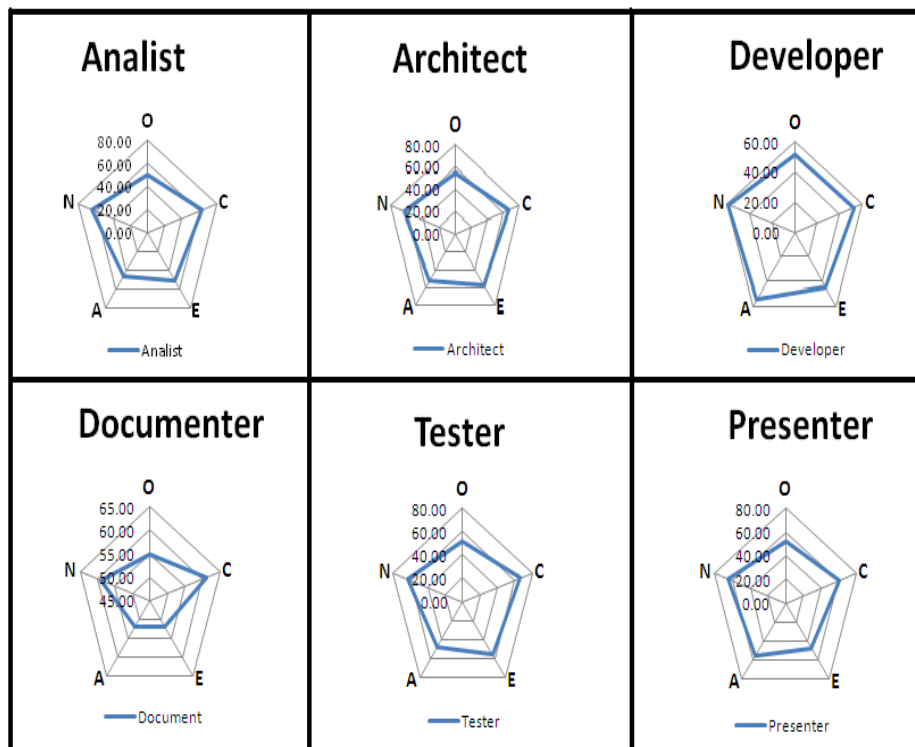 Analist
O
80.00
60.00
40.00
20.00
0.00
N
C
A
E
Analist
Architect
O
80.00
60.00
40.00
20.00
0.00
N
C
A
E
Architect
Developer
O
60.00
40.00
20.00
0.00
N
C
A
E
Developer
Documenter
O
65.00
60.00
55.00
50.00
45.00
N
C
A
E
Document
Tester
O
80.00
60.00
40.00
20.00
0.00
N
C
A
E
Tester
Presenter
O
80.00
60.00
40.00
20.00
0.00
N
C
A
E
Presenter